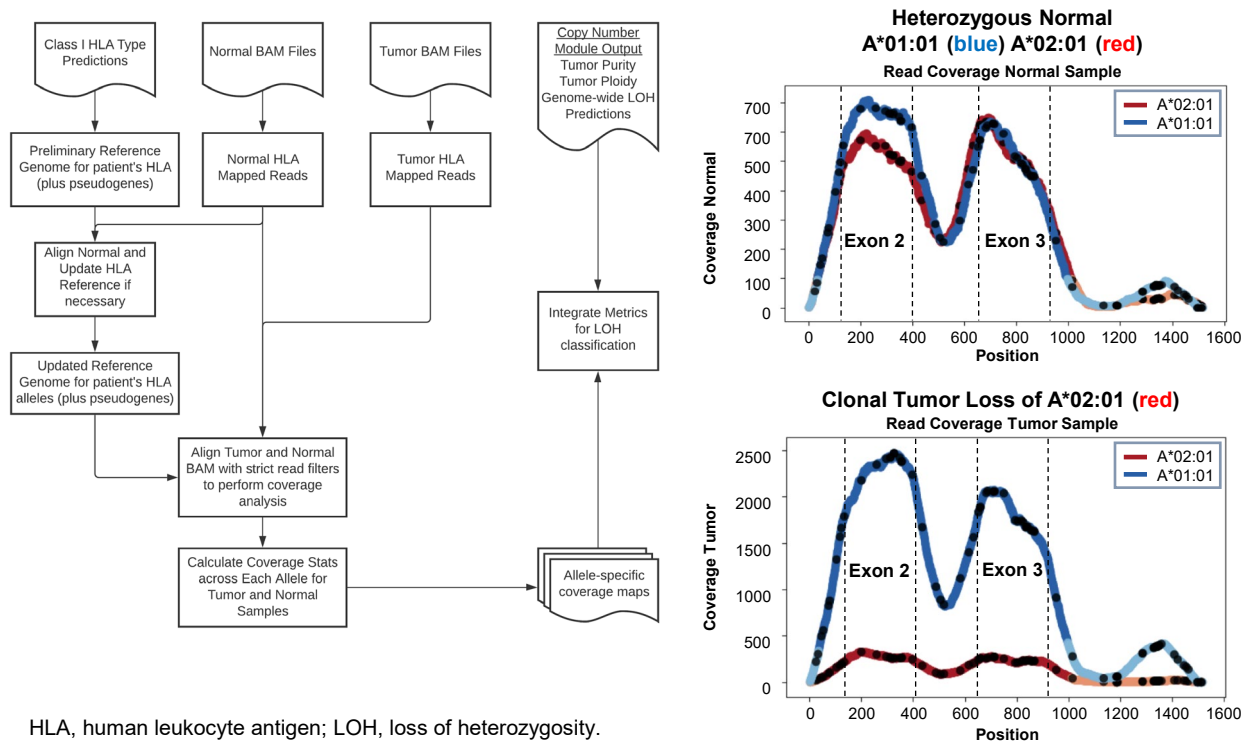 Class I HLA Type
Predictions
Normal BAM Files
Tumor BAM Files
Copy Number
Module Output
Tumor Purity
Tumor Ploidy
Genome-wide LOH
Predictions
Preliminary Reference
Genome for patient's HLA
(plus pseudogenes)
Normal HLA
Mapped Reads
Tumor HLA
Mapped Reads
Align Normal and
Update HLA
Reference if
necessary
Integrate Metrics
for LOH
classification
Updated Reference
Genome for patient's HLA
alleles (plus pseudogenes)
Align Tumor and Normal
BAM with strict read filters
to perform coverage
analysis
Calculate Coverage Stats
across Each Allele for
Tumor and Normal
Samples
Allele-specific
coverage maps
HLA, human leukocyte antigen; LOH, loss of heterozygosity.
Heterozygous Normal
A*01:01 (blue) A*02:01 (red)
Read Coverage Normal Sample
Coverage Normal
700
700
600
500
400
300
200
100
0
A*02:01
A*01:01
Exon 2
Exon 3
0 200 400 600 800 1000 1200 1400 1600
Position
Clonal Tumor Loss of A*02:01 (red)
Read Coverage Tumor Sample
Coverage Tumor
2500
2000
1500
1000
500
0
A*02:01
A*01:01
Exon 2
Exon 3
0 200 400 600 800 1000 1200 1400 1600
Position